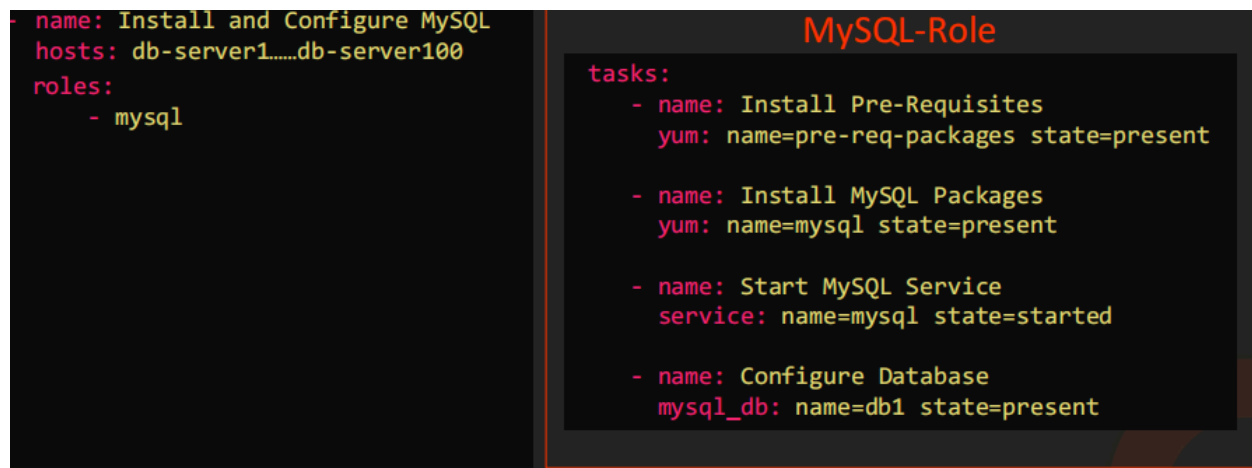 - name: Install and Configure MySQL
hosts: db-server1……db-server100
roles:
- mysql
MySQL-Role
tasks:
- name: Install Pre-Requisites
yum: name=pre-req-packages state=present
- name: Install MySQL Packages
yum: name=mysql state=present
- name: Start MySQL Service
service: name=mysql state=started
- name: Configure Database
mysql_db: name=db1 state=present